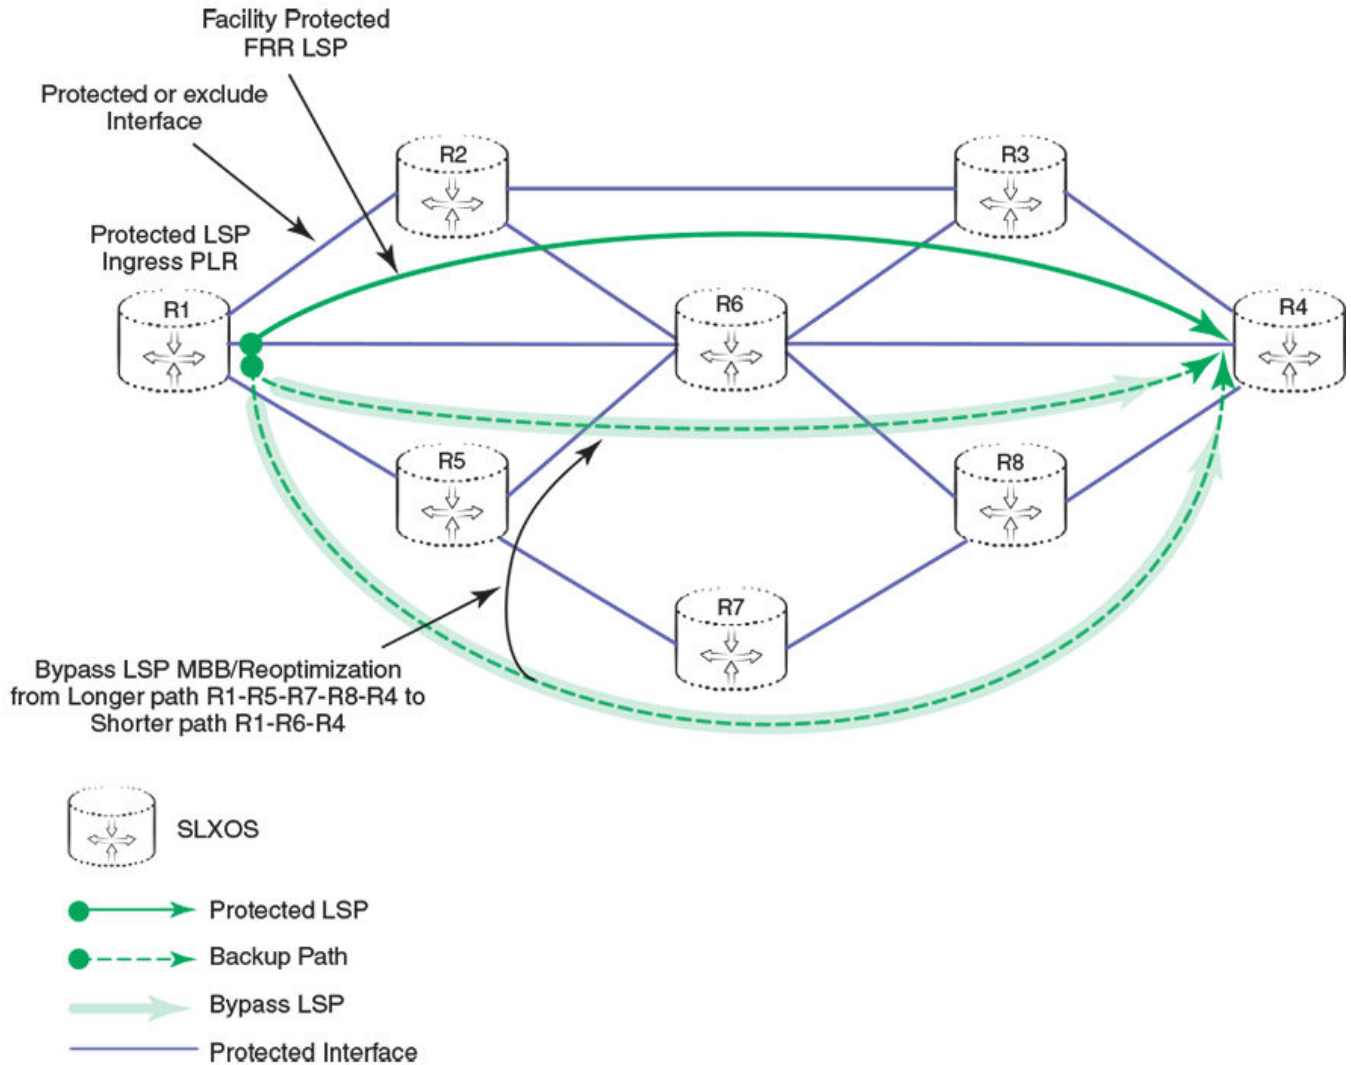 Facility Protected
FRR LSP
Protected or exclude
Interface
R2
R3
Protected LSP
Ingress PLR
R1
R6
R4
R5
R8
R7
Bypass LSP MBB/Reoptimization
from Longer path R1-R5-R7-R8-R4 to
Shorter path R1-R6-R4
SLXOS
Protected LSP
Backup Path
Bypass LSP
Protected Interface